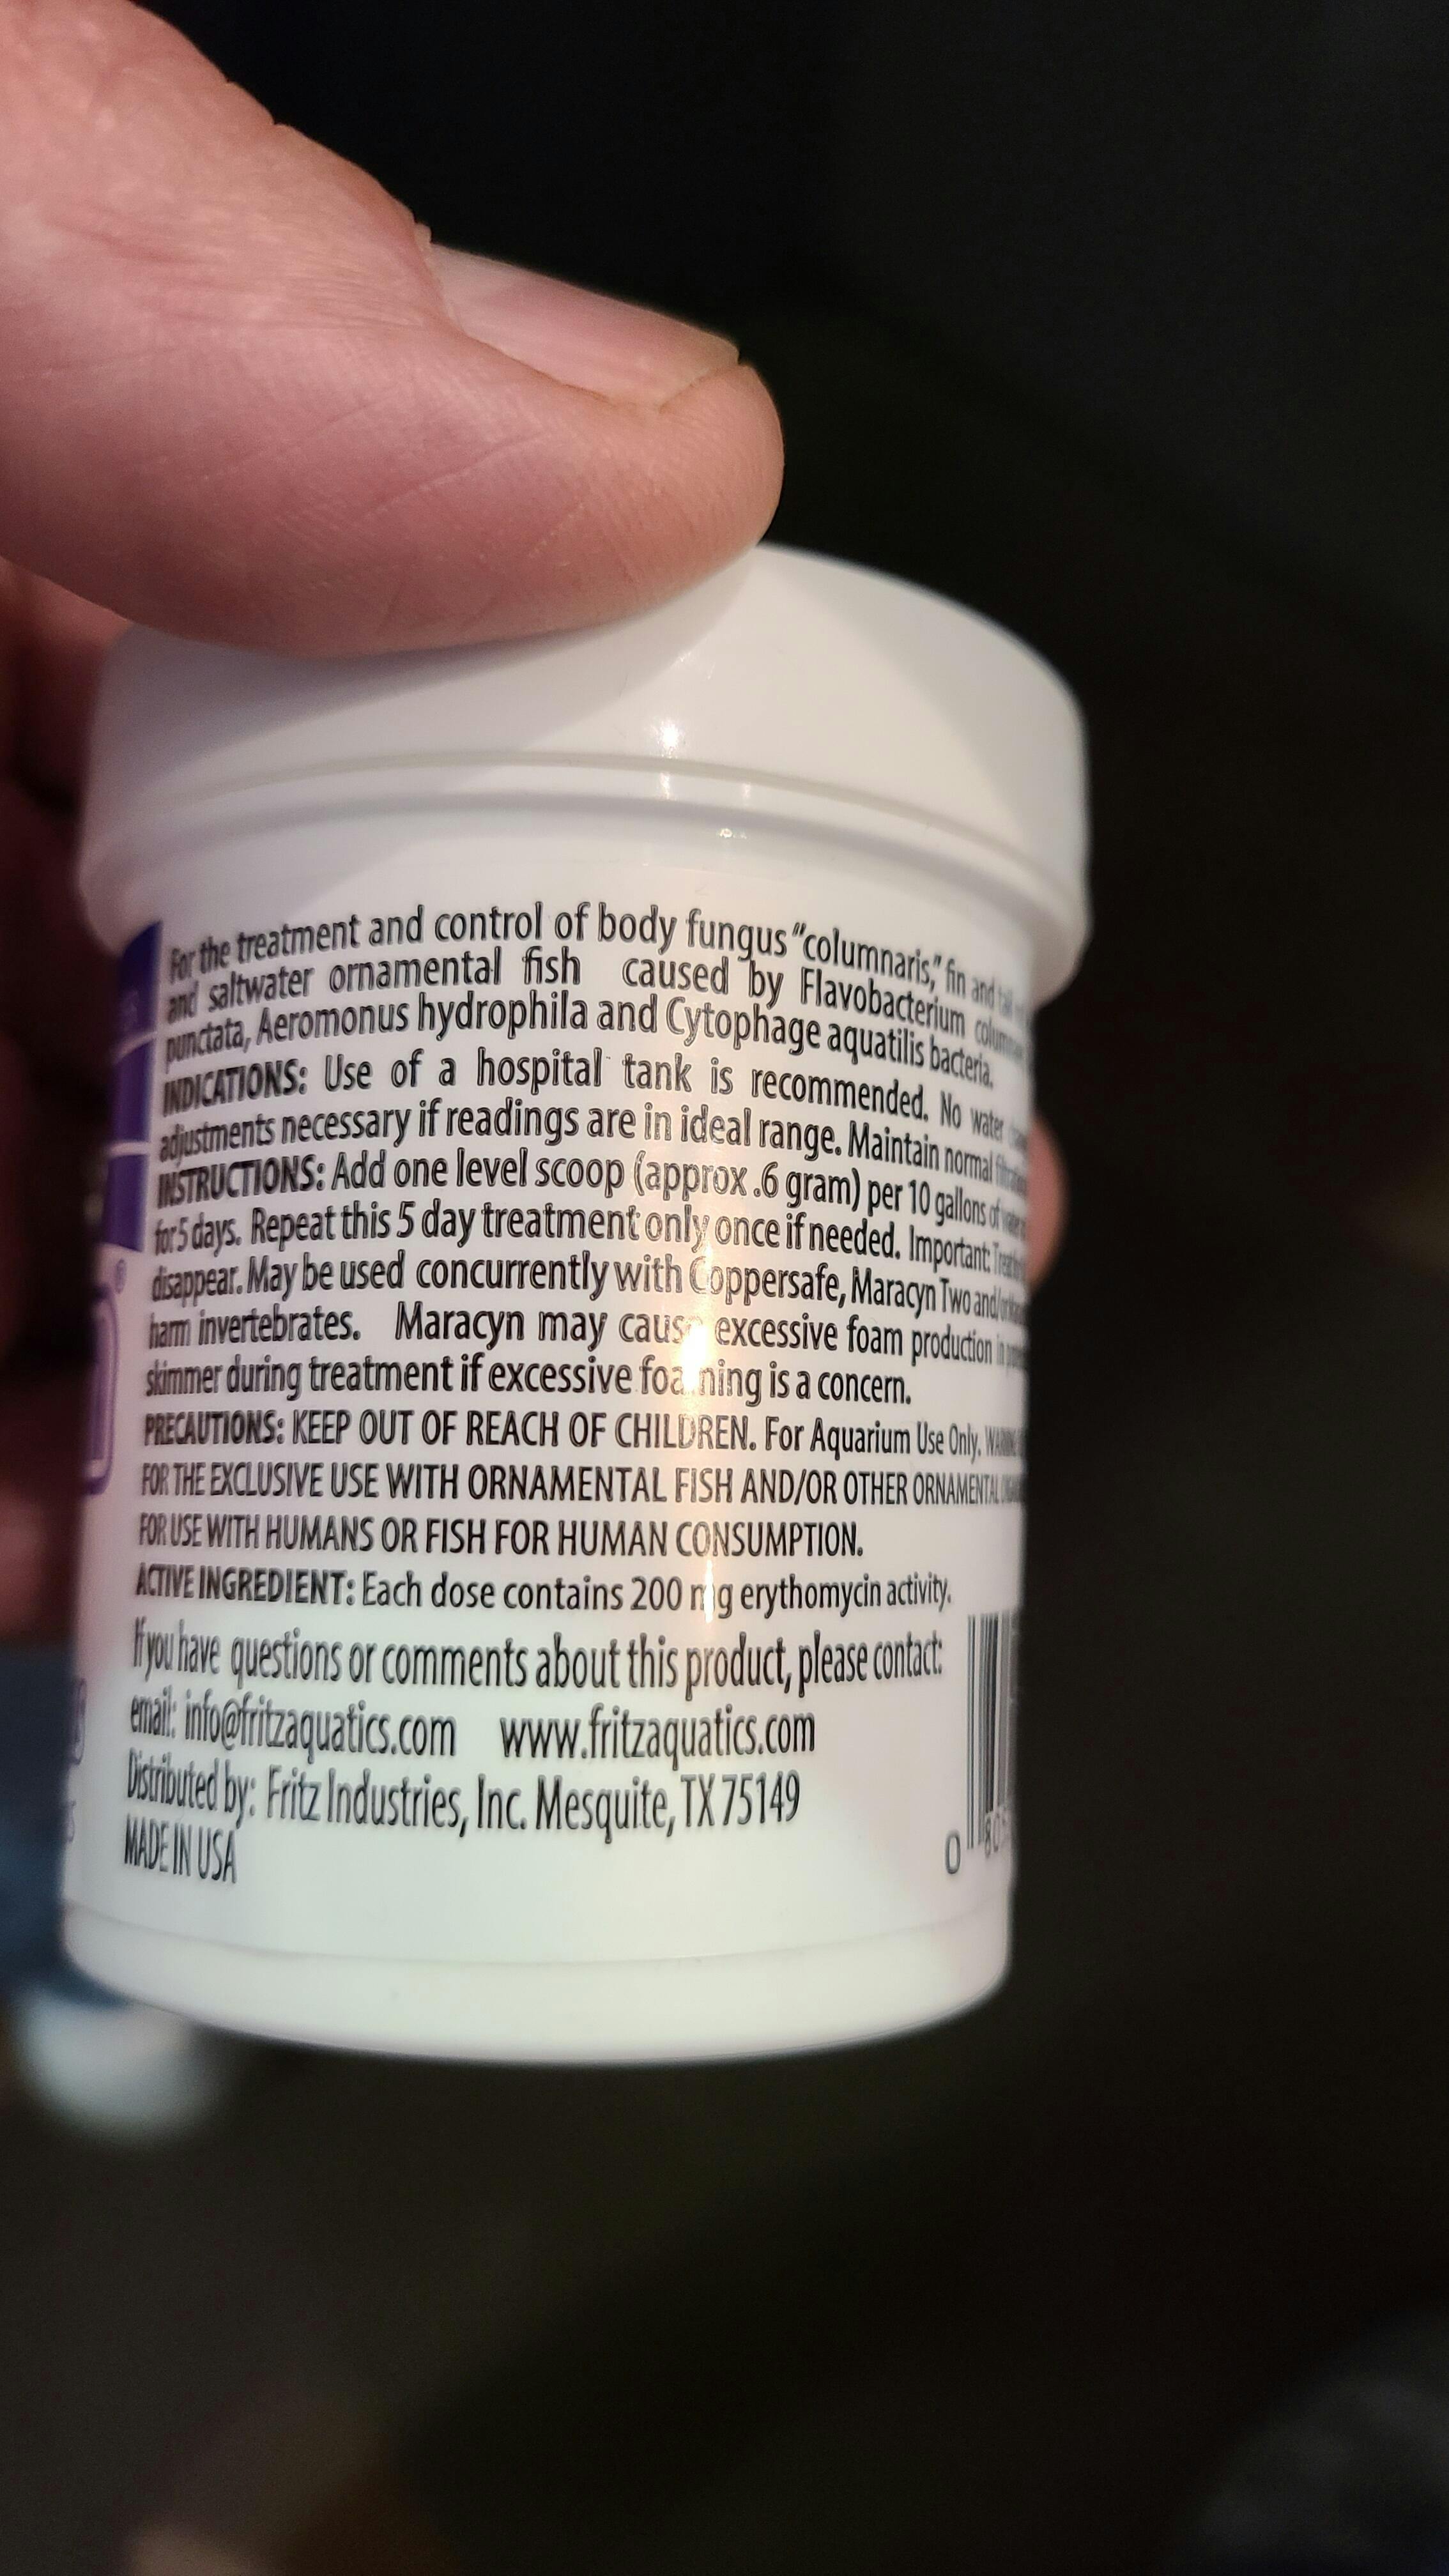 For the treatment and control of body fungus "columnaris," fin and tail
and saltwater ornamental fish caused by Flavobacterium
punctata, Aeromonus hydrophila and Cytophage aquatilis bacteria.
INDICATIONS: Use of a hospital tank is recommended. No water
adjustments necessary if readings are in ideal range. Maintain normal
INSTRUCTIONS: Add one level scoop (approx .6 gram) per 10 gallons of
for 5 days. Repeat this 5 day treatment only once if needed. Important:
disappear. May be used concurrently with Coppersafe, Maracyn Two and/or
harm invertebrates. Maracyn may cause excessive foam production in
skimmer during treatment if excessive foaming is a concern.
PRECAUTIONS: KEEP OUT OF REACH OF CHILDREN. For Aquarium Use Only.
FOR THE EXCLUSIVE USE WITH ORNAMENTAL FISH AND/OR OTHER ORNAMENTAL
FOR USE WITH HUMANS OR FISH FOR HUMAN CONSUMPTION.
ACTIVE INGREDIENT: Each dose contains 200 mg erythomycin activity.
If you have questions or comments about this product, please contact:
email: info@fritzaquatics.com www.fritzaquatics.com
Distributed by: Fritz Industries, Inc. Mesquite, TX 75149
MADE IN USA
0